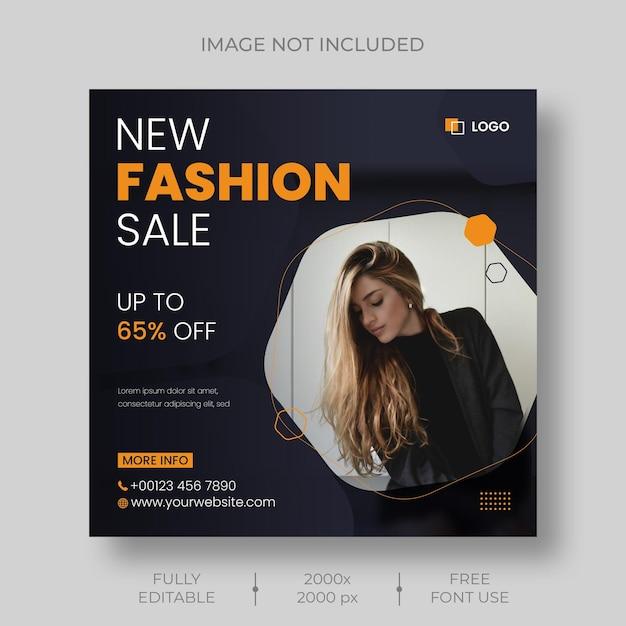 IMAGE NOT INCLUDED
NEW
FASHION
SALE
LOGO
UP TO
65% OFF
Lorem ipsum dolor sit amet,
consectetur adipiscing elit.
MORE INFO
+00123 456 7890
www.yourwebsite.com
FULLY
EDITABLE
2000x
2000 px
FREE
FONT USE